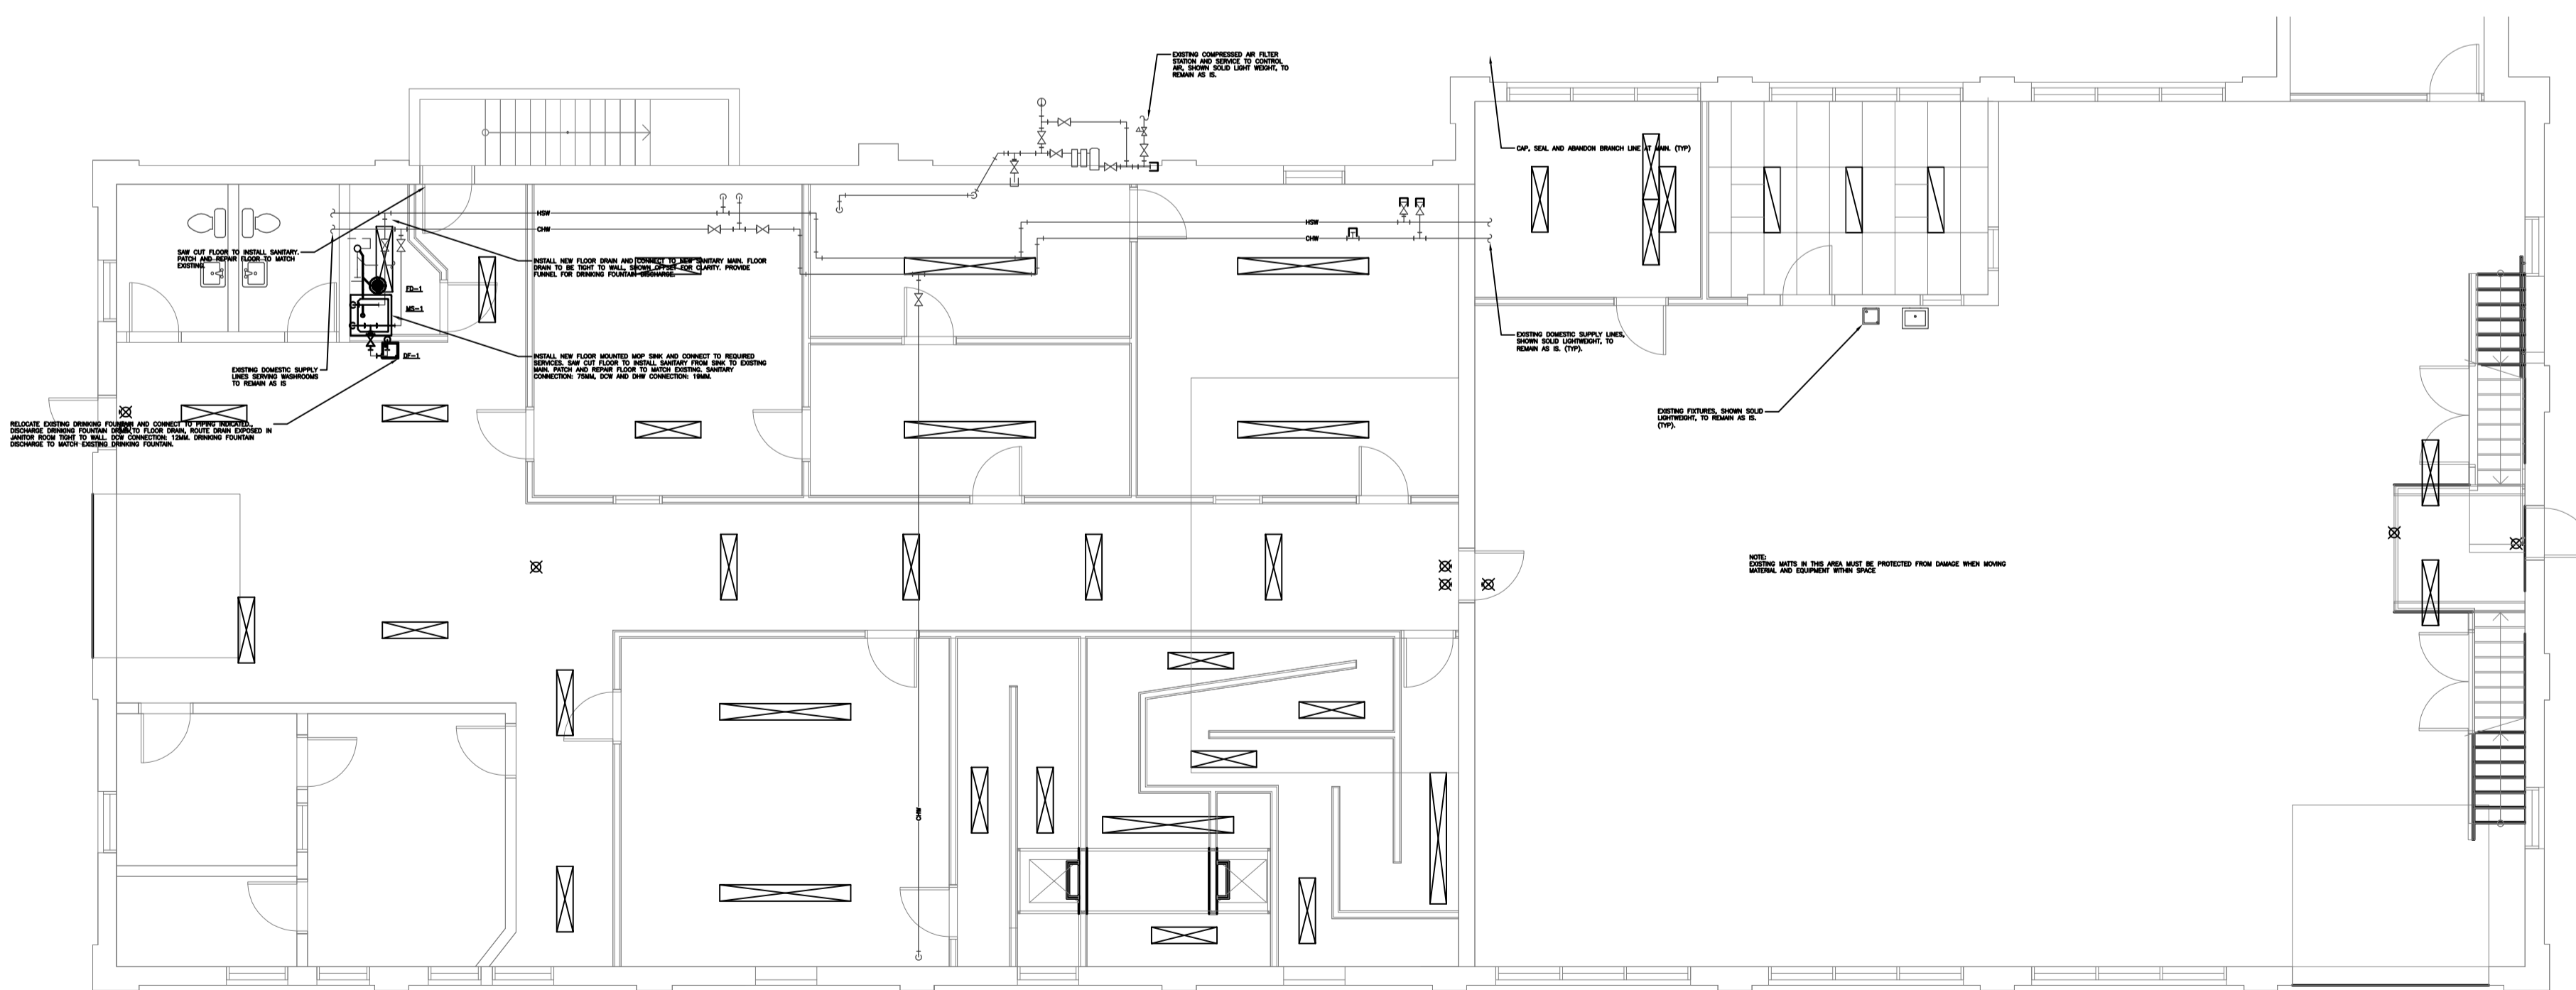 EXISTING COMPRESSED AIR FILTER
STATION AND SERVICE TO CONTROL
AIR, SHOWN SOLID LIGHT WEIGHT, TO
REMAIN AS IS.
CAP, SEAL AND ABANDON BRANCH LINE AT MAIN. (TYP)
HSW
CHW
HSW
CHW
SAW CUT FLOOR TO INSTALL SANITARY.
PATCH AND REPAIR FLOOR TO MATCH
EXISTING.
INSTALL NEW FLOOR DRAIN AND CONNECT TO NEW SANITARY MAIN. FLOOR
DRAIN TO BE TIGHT TO WALL, SHOWN OFFSET FOR CLARITY. PROVIDE
FUNNEL FOR DRINKING FOUNTAIN DISCHARGE.
FD-1
MS-1
DF-1
EXISTING DOMESTIC SUPPLY LINES,
SHOWN SOLID LIGHTWEIGHT, TO
REMAIN AS IS. (TYP).
INSTALL NEW FLOOR MOUNTED MOP SINK AND CONNECT TO REQUIRED
SERVICES. SAW CUT FLOOR TO INSTALL SANITARY FROM SINK TO EXISTING
MAIN. PATCH AND REPAIR FLOOR TO MATCH EXISTING. SANITARY
CONNECTION: 75MM, DCW AND DHW CONNECTION: 19MM.
EXISTING DOMESTIC SUPPLY
LINES SERVING WASHROOMS
TO REMAIN AS IS
EXISTING FIXTURES, SHOWN SOLID
LIGHTWEIGHT, TO REMAIN AS IS.
(TYP).
RELOCATE EXISTING DRINKING FOUNTAIN AND CONNECT TO PIPING INDICATED.
DISCHARGE DRINKING FOUNTAIN DRAIN TO FLOOR DRAIN, ROUTE DRAIN EXPOSED IN
JANITOR ROOM TIGHT TO WALL. DCW CONNECTION: 12MM. DRINKING FOUNTAIN
DISCHARGE TO MATCH EXISTING DRINKING FOUNTAIN.
NOTE:
EXISTING MATTS IN THIS AREA MUST BE PROTECTED FROM DAMAGE WHEN MOVING
MATERIAL AND EQUIPMENT WITHIN SPACE
CHW